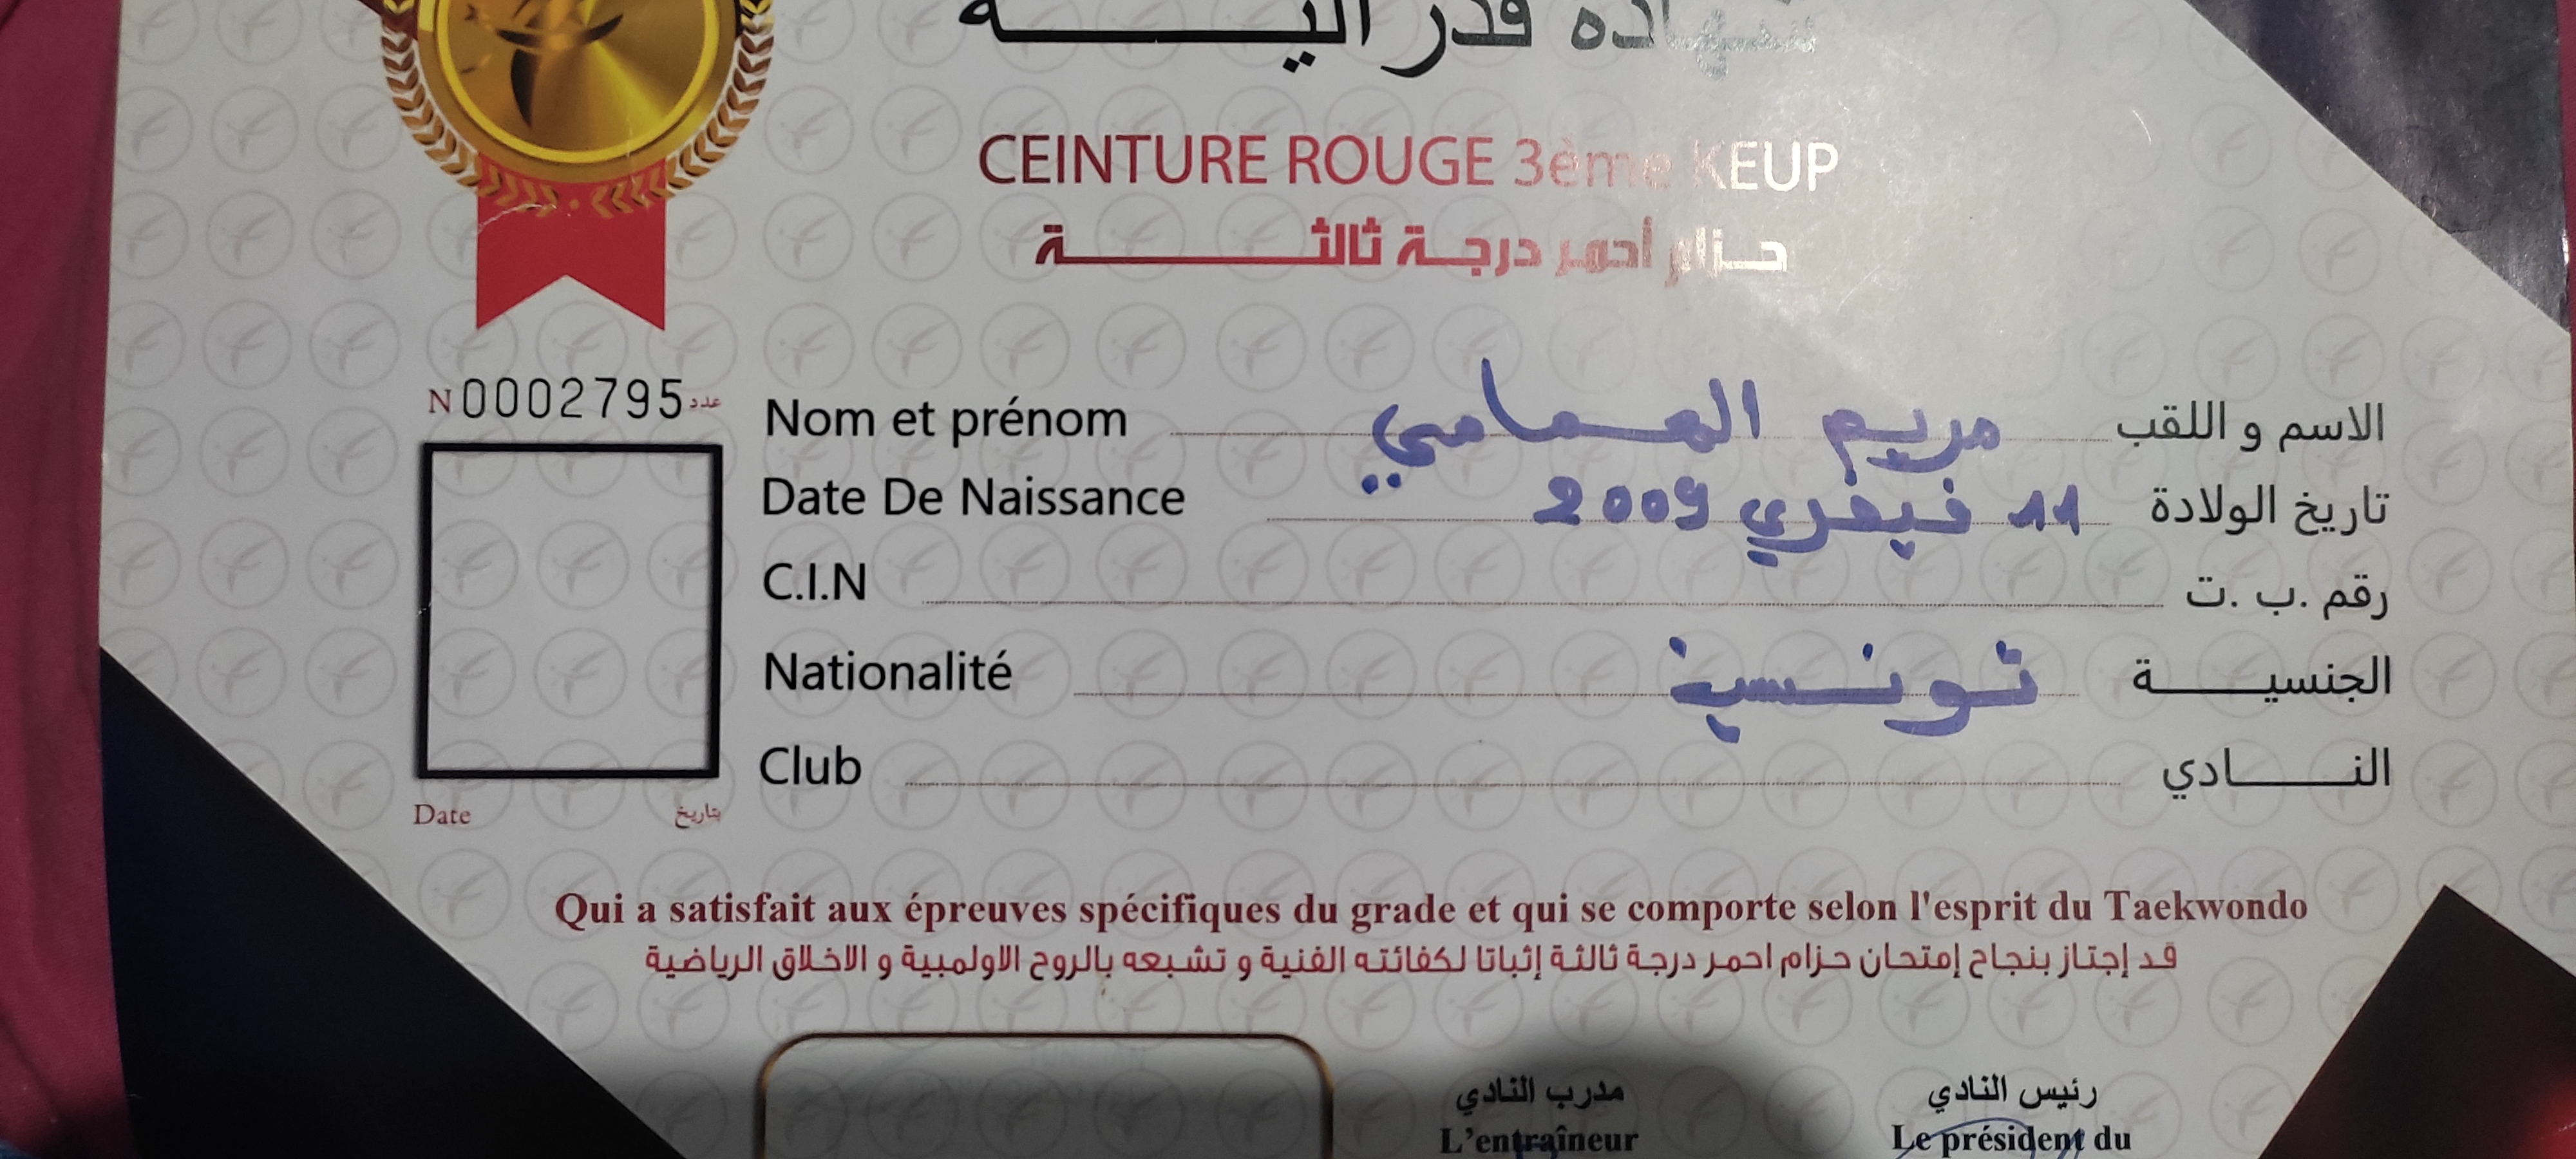 شهادة فدرالية
CEINTURE ROUGE 3ème KEUP
حزام أحمر درجة ثالثة
N 0002795 عدد
Nom et prénom مريم العمامي الاسم و اللقب
Date De Naissance 11 فيفري 2009 تاريخ الولادة
C.I.N رقم .ب .ت
Nationalité تونسية الجنسية
Club النادي
Date بتاريخ
Qui a satisfait aux épreuves spécifiques du grade et qui se comporte selon l'esprit du Taekwondo
قد إجتاز بنجاح إمتحان حزام احمر درجة ثالثة إثباتا لكفائته الفنية و تشبعه بالروح الاولمبية و الاخلاق الرياضية
مدرب النادي رئيس النادي
L'entraîneur Le président du